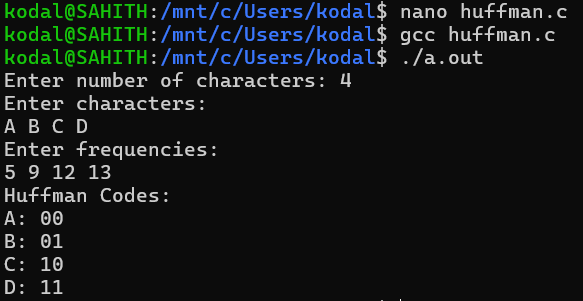 kodal@SAHITH:/mnt/c/Users/kodal$ nano huffman.c
kodal@SAHITH:/mnt/c/Users/kodal$ gcc huffman.c
kodal@SAHITH:/mnt/c/Users/kodal$ ./a.out
Enter number of characters: 4
Enter characters:
A B C D
Enter frequencies:
5 9 12 13
Huffman Codes:
A: 00
B: 01
C: 10
D: 11